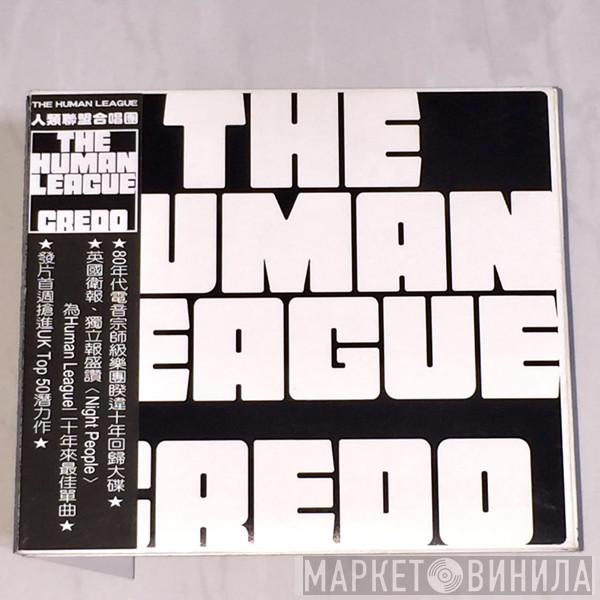 THE HUMAN LEAGUE
人類聯盟合唱團
THE
HUMAN
LEAGUE
CREDO
★80年代電音宗師級樂團睽違十年回歸大碟★
★英國衛報、獨立報盛讚〈Night People〉
為Human League二十年來最佳單曲★
★發片首週搶進UK Top 50潛力作★
THE
UMAN
EAGUE
CREDO
МАРКЕТ ВИНИЛА